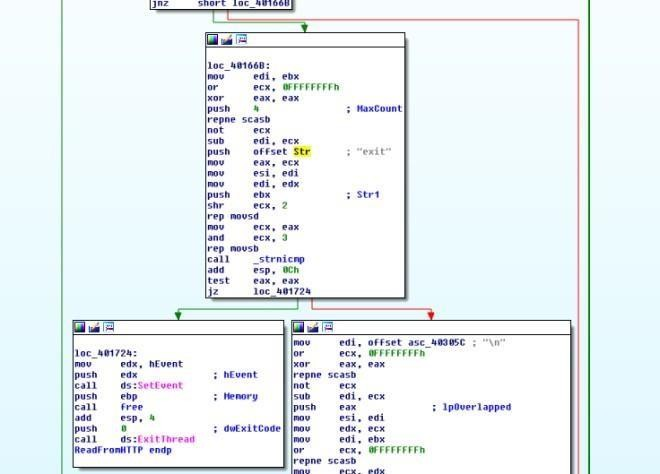 jnz short loc_40166B
loc_40166B:
mov edi, ebx
or ecx, 0FFFFFFFFh
xor eax, eax
push 4 ; MaxCount
repne scasb
not ecx
sub edi, ecx
push offset Str ; "exit"
mov eax, ecx
mov esi, edi
mov edi, edx
push ebx ; Str1
shr ecx, 2
rep movsd
mov ecx, eax
and ecx, 3
rep movsb
call _strnicmp
add esp, 0Ch
test eax, eax
jz loc_401724
loc_401724:
mov edx, hEvent
push edx ; hEvent
call ds:SetEvent
push ebp ; Memory
call free
add esp, 4
push 0 ; dwExitCode
call ds:ExitThread
ReadFromHTTP endp
mov edi, offset asc_40305C ; "\n"
or ecx, 0FFFFFFFFh
xor eax, eax
repne scasb
not ecx
sub edi, ecx
push eax ; lpOverlapped
mov esi, edi
mov edx, ecx
mov edi, ebx
or ecx, 0FFFFFFFFh
repne scasb
mov ecx, edx